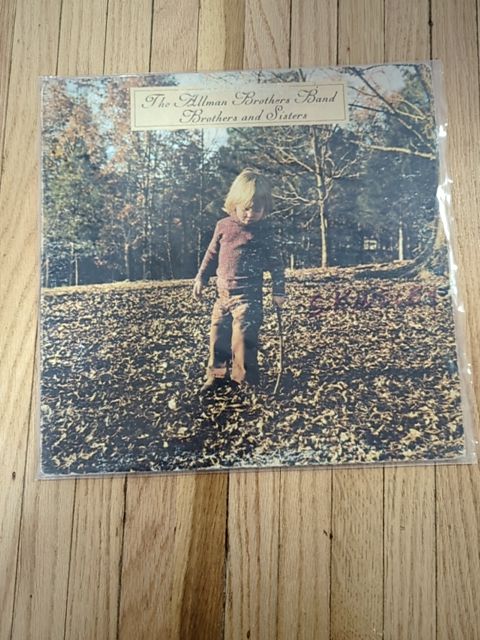 The Allman Brothers Band
Brothers and Sisters